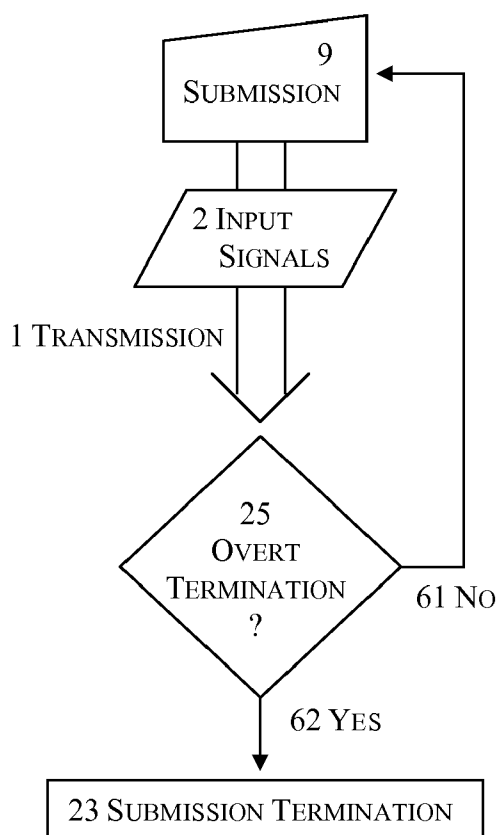 9
SUBMISSION
2 INPUT
SIGNALS
1 TRANSMISSION
25
OVERT
TERMINATION
?
61 NO
62 YES
23 SUBMISSION TERMINATION